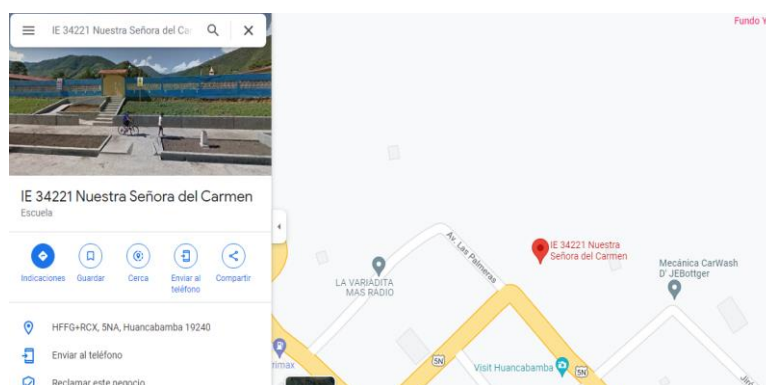 IE 34221 Nuestra Señora del Ca
IE 34221 Nuestra Señora del Carmen
Escuela
Indicaciones
Guardar
Cerca
Enviar al
teléfono
Compartir
HFFG+RCX, 5NA, Huancabamba 19240
Enviar al teléfono
Reclamar este negocio
Fundo Y
Av. Las Palmeras
IE 34221 Nuestra
Señora del Carmen
LA VARIADITA
MAS RADIO
Mecánica CarWash
D' JEBottger
rimax
5N
Visit Huancabamba
5N